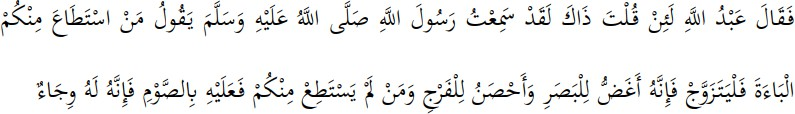 فَقَالَ عَبْدُ اللَّهِ لَئِنْ قُلْتَ ذَاكَ لَقَدْ سَمِعْتُ رَسُولَ اللَّهِ صَلَّى اللَّهُ عَلَيْهِ وَسَلَّمَ يَقُولُ مَنْ اسْتَطَاعَ مِنْكُمْ
الْبَاءَةَ فَلْيَتَزَوَّجْ فَإِنَّهُ أَغَضُّ لِلْبَصَرِ وَأَحْصَنُ لِلْفَرْجِ وَمَنْ لَمْ يَسْتَطِعْ مِنْكُمْ فَعَلَيْهِ بِالصَّوْمِ فَإِنَّهُ لَهُ وِجَاءٌ